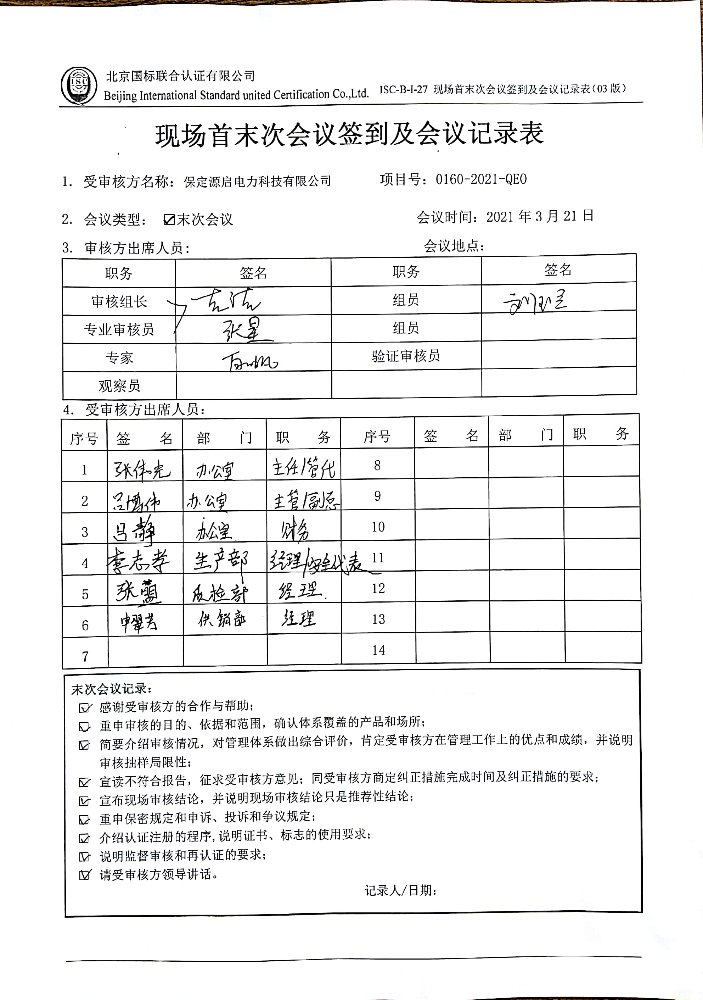 ISC
北京国标联合认证有限公司
Beijing International Standard united Certification Co.,Ltd.
ISC-B-I-27 现场首末次会议签到及会议记录表(03 版)
现场首末次会议签到及会议记录表
1. 受审核方名称: 保定源启电力科技有限公司 项目号: 0160-2021-QEO
2. 会议类型: ☑末次会议 会议时间: 2021 年 3 月 21 日
3. 审核方出席人员: 会议地点:
职务 签名 职务 签名
审核组长 吉洁 组员
专业审核员 张星 组员
专家 验证审核员
观察员
4. 受审核方出席人员:
序号 签 名 部 门 职 务 序号 签 名 部 门 职 务
1 张伟光 办公室 主任/管代 8
2 吕博伟 办公室 主管/副总 9
3 吕静 办公室 财务 10
4 李志孝 生产部 经理/安全代表 11
5 张 质检部 经理 12
6 申翠芳 供销部 经理 13
7 14
末次会议记录:
☑ 感谢受审核方的合作与帮助;
☑ 重申审核的目的、依据和范围，确认体系覆盖的产品和场所;
☑ 简要介绍审核情况，对管理体系做出综合评价，肯定受审核方在管理工作上的优点和成绩，并说明
审核抽样局限性;
☑ 宣读不符合报告，征求受审核方意见; 同受审核方商定纠正措施完成时间及纠正措施的要求;
☑ 宣布现场审核结论，并说明现场审核结论只是推荐性结论;
☑ 重申保密规定和申诉、投诉和争议规定;
☑ 介绍认证注册的程序,说明证书、标志的使用要求;
☑ 说明监督审核和再认证的要求;
☑ 请受审核方领导讲话。
记录人/日期: